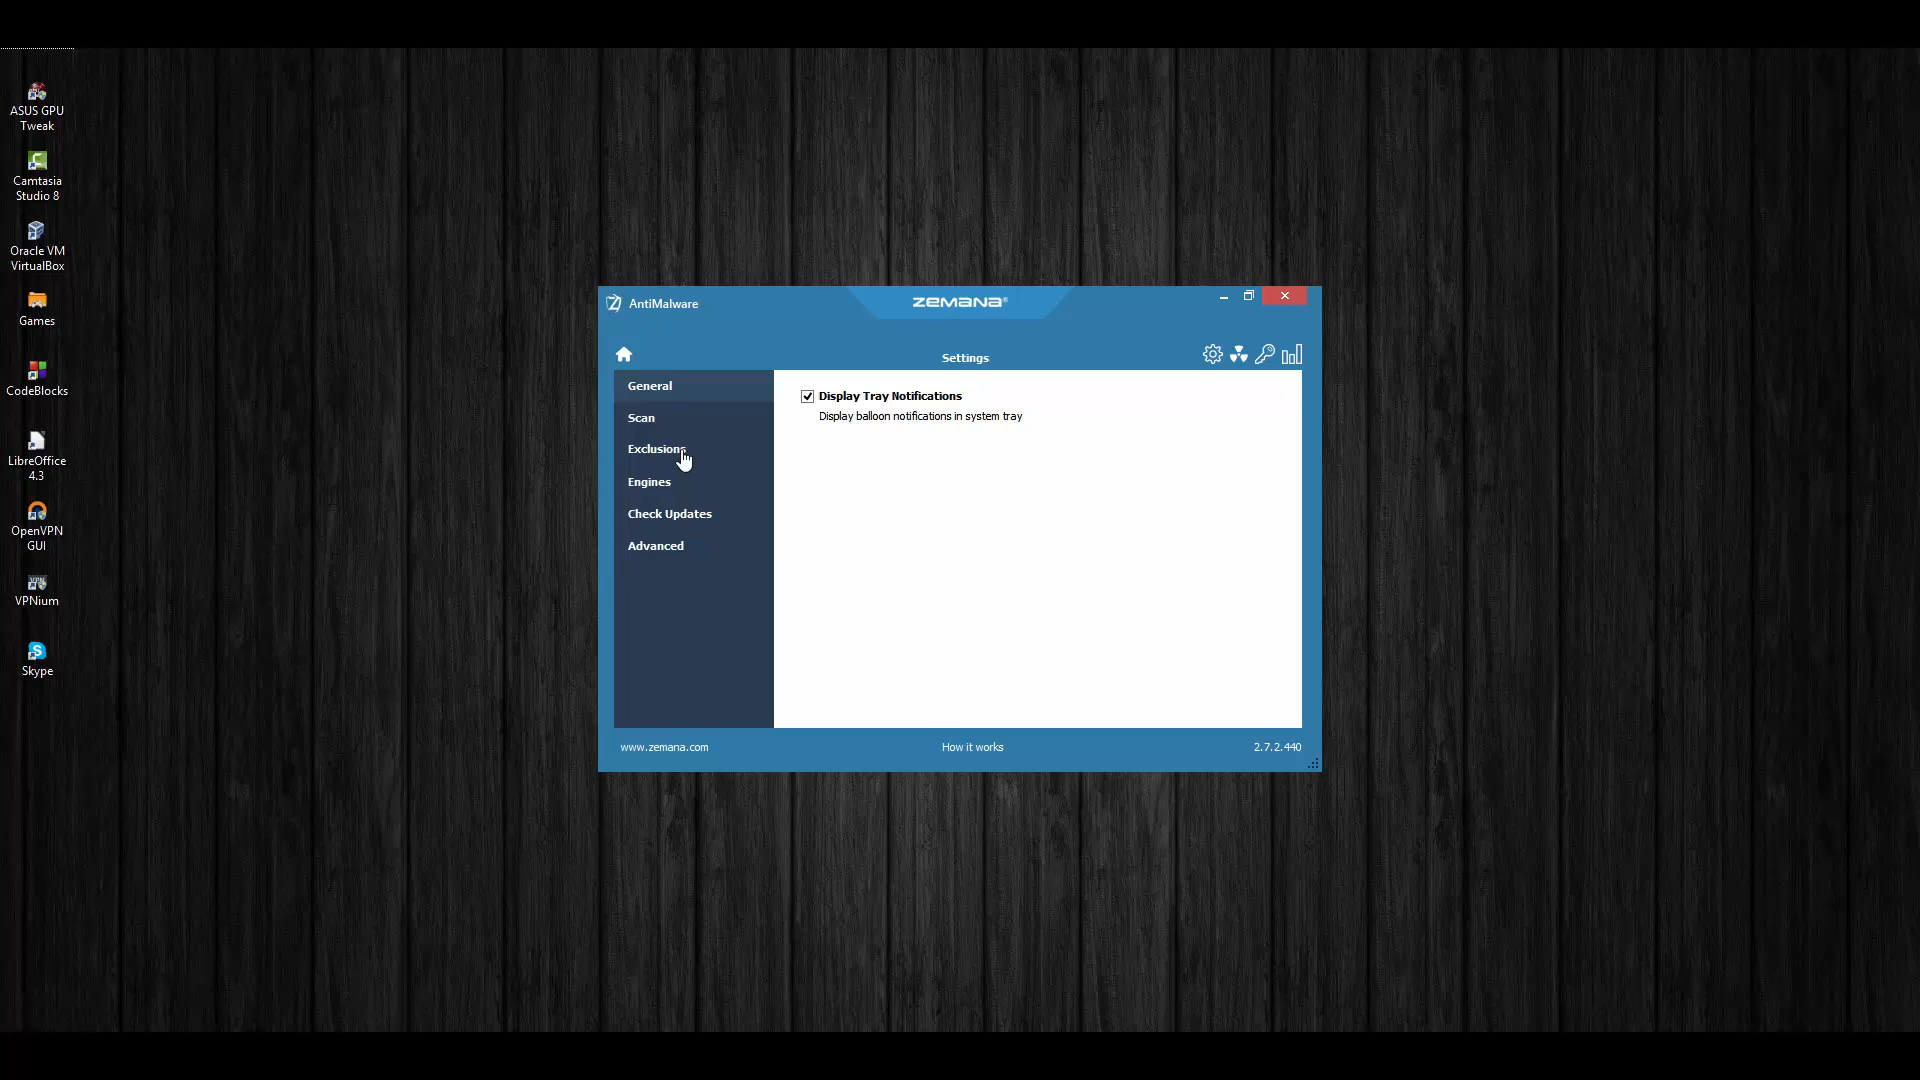 ASUS GPU
Tweak
Camtasia
Studio 8
Oracle VM
VirtualBox
Games
CodeBlocks
LibreOffice
4.3
OpenVPN
GUI
VPNium
Skype
AntiMalware
ZEMANA®
Settings
General
Scan
Exclusions
Engines
Check Updates
Advanced
Display Tray Notifications
Display balloon notifications in system tray
www.zemana.com
How it works
2.7.2.440